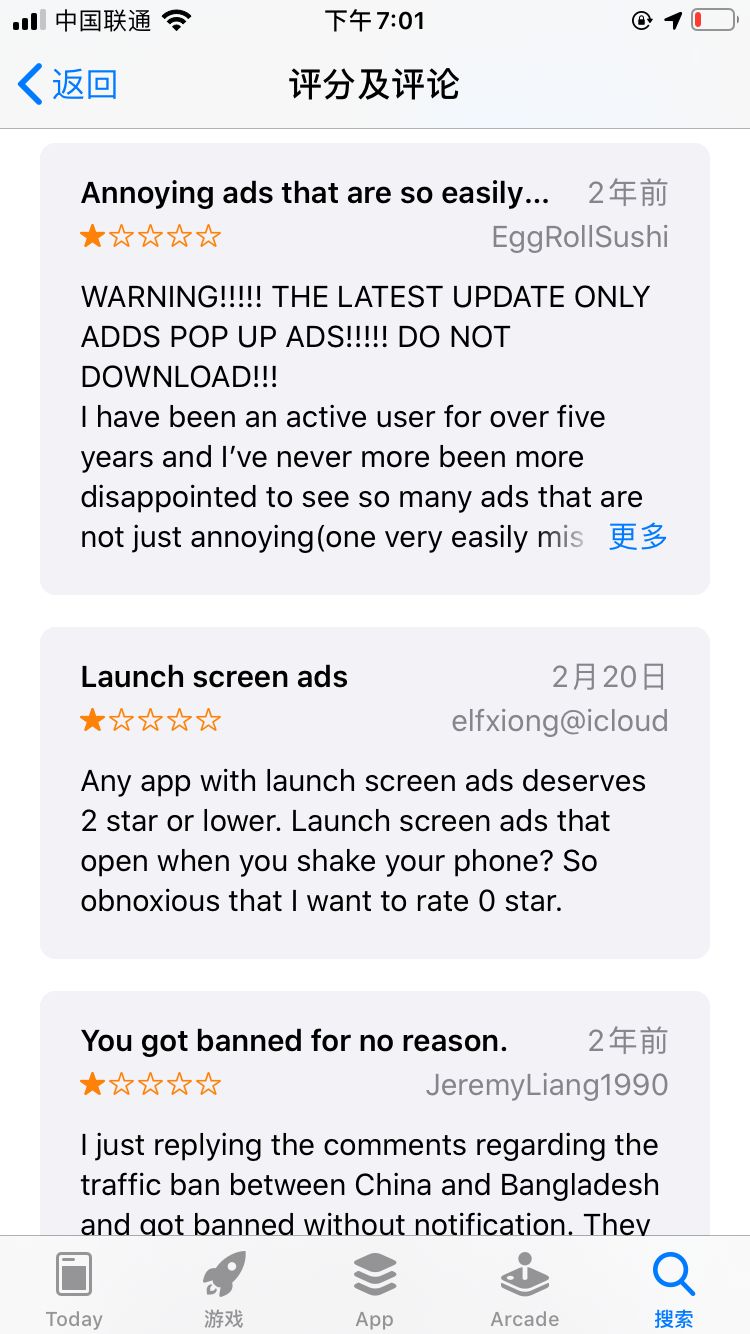 中国联通 下午7:01
返回 评分及评论
Annoying ads that are so easily... 2年前
EggRollSushi
WARNING!!!!! THE LATEST UPDATE ONLY
ADDS POP UP ADS!!!!! DO NOT
DOWNLOAD!!!
I have been an active user for over five
years and I’ve never more been more
disappointed to see so many ads that are
not just annoying(one very easily mis 更多
Launch screen ads 2月20日
elfxiong@icloud
Any app with launch screen ads deserves
2 star or lower. Launch screen ads that
open when you shake your phone? So
obnoxious that I want to rate 0 star.
You got banned for no reason. 2年前
JeremyLiang1990
I just replying the comments regarding the
traffic ban between China and Bangladesh
and got banned without notification. They
Today 游戏 App Arcade 搜索